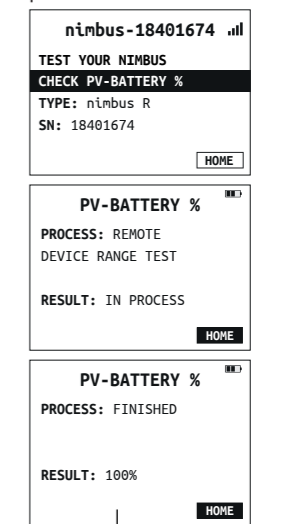 nimbus-18401674
TEST YOUR NIMBUS
CHECK PV-BATTERY %
TYPE: nimbus R
SN: 18401674
HOME
PV-BATTERY %
PROCESS: REMOTE
DEVICE RANGE TEST
RESULT: IN PROCESS
HOME
PV-BATTERY %
PROCESS: FINISHED
RESULT: 100%
HOME